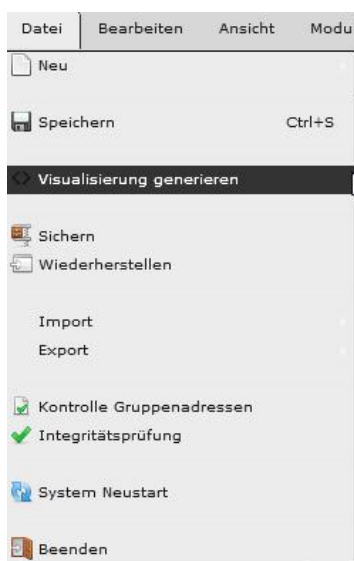 Datei Bearbeiten Ansicht Modu
Neu
Speichern Ctrl+S
Visualisierung generieren
Sichern
Wiederherstellen
Import
Export
Kontrolle Gruppenadressen
Integritätsprüfung
System Neustart
Beenden